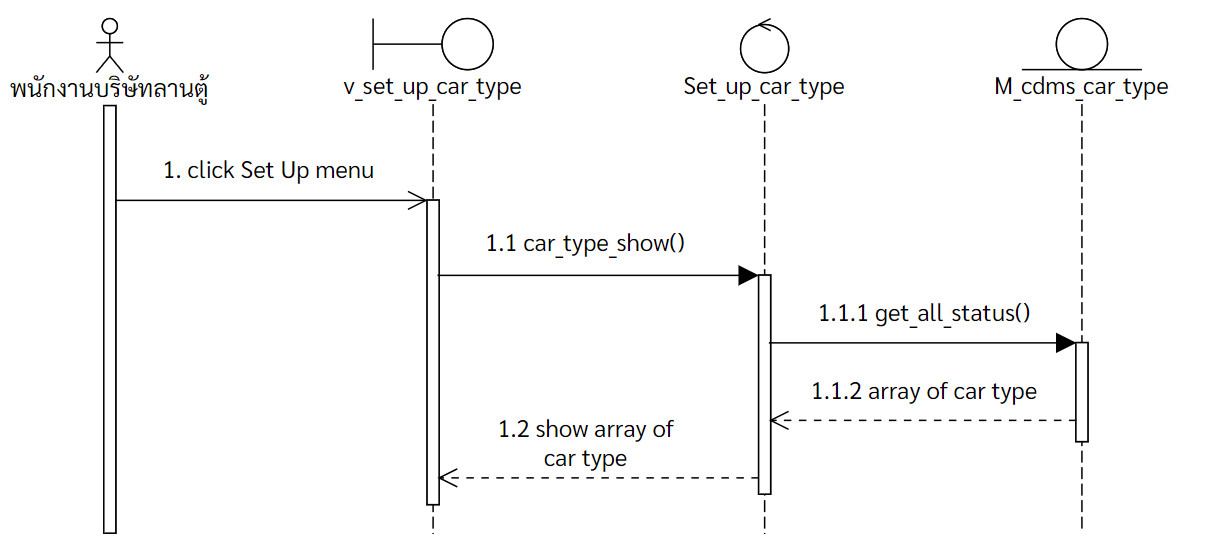 พนักงานบริษัทลานตู้
v_set_up_car_type
Set_up_car_type
M_cdms_car_type
1. click Set Up menu
1.1 car_type_show()
1.1.1 get_all_status()
1.1.2 array of car type
1.2 show array of
car type